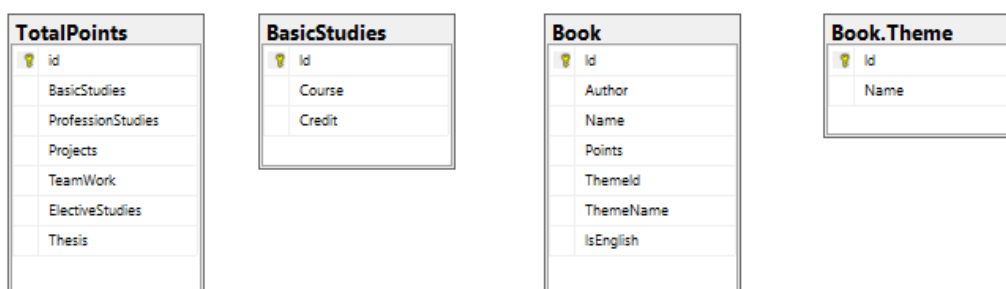 TotalPoints
id
BasicStudies
ProfessionStudies
Projects
TeamWork
ElectiveStudies
Thesis
BasicStudies
Id
Course
Credit
Book
Id
Author
Name
Points
ThemeId
ThemeName
IsEnglish
Book.Theme
Id
Name